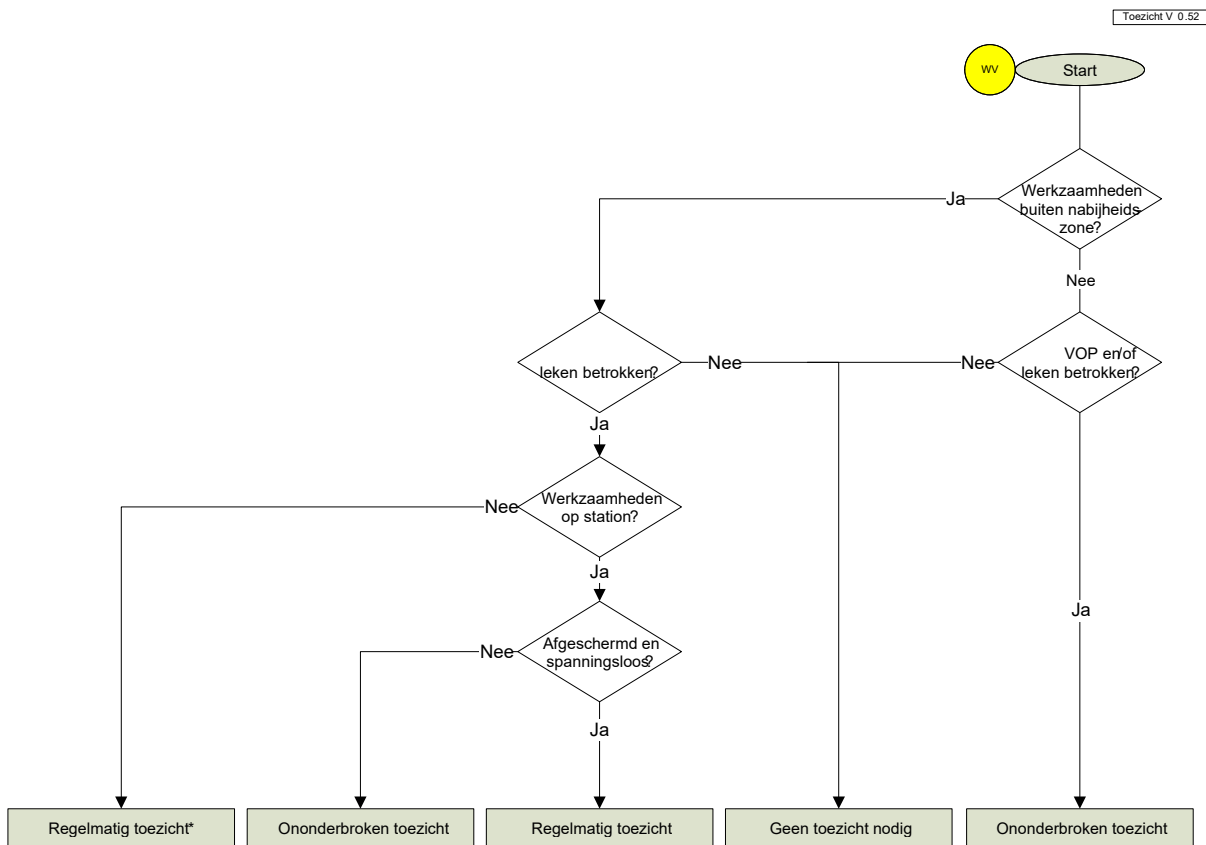 Toezicht V 0.52
WV
Start
Werkzaamheden
buiten nabijheids-
zone?
Ja
Nee
leken betrokken?
Nee
Nee
VOP en/of
leken betrokken?
Ja
Werkzaamheden
op station?
Nee
Ja
Afgeschermd en
spanningsloos?
Nee
Ja
Ja
Regelmatig toezicht*
Ononderbroken toezicht
Regelmatig toezicht
Geen toezicht nodig
Ononderbroken toezicht